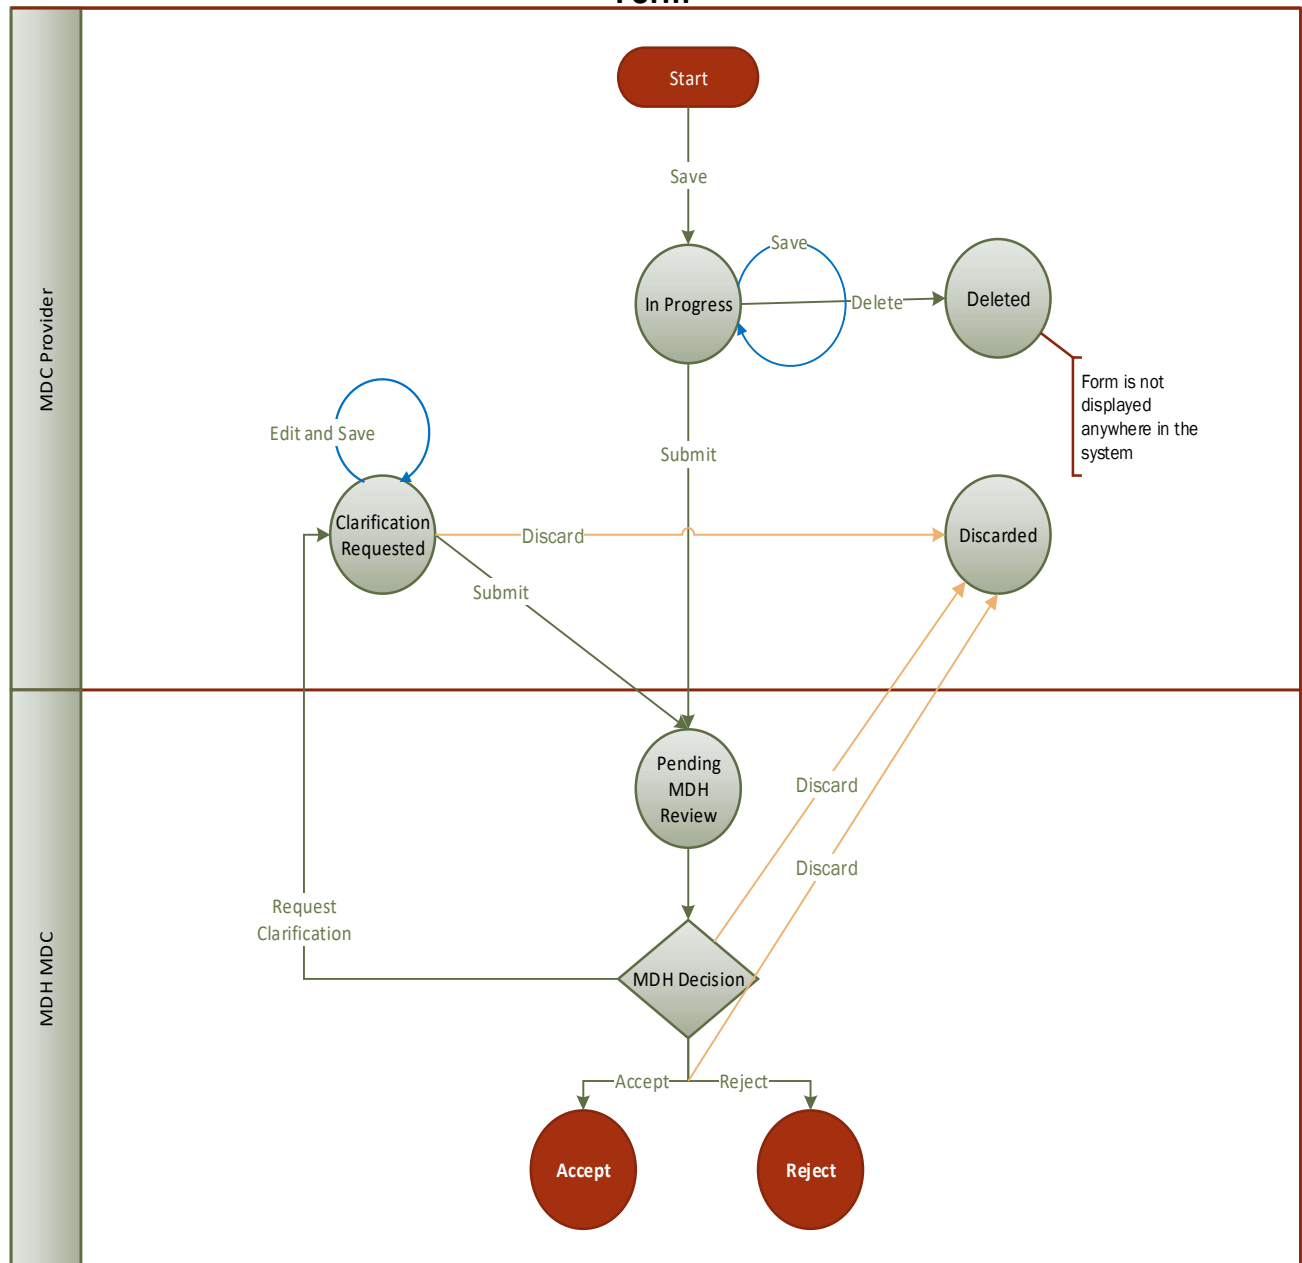 Start
Save
MDC Provider
In Progress
Save
Delete
Deleted
Form is not
displayed
anywhere in the
system
Edit and Save
Submit
Clarification
Requested
Discard
Discarded
Submit
Pending
MDH
Review
Discard
Discard
Request
Clarification
MDH MDC
MDH Decision
Accept
Reject
Accept
Reject